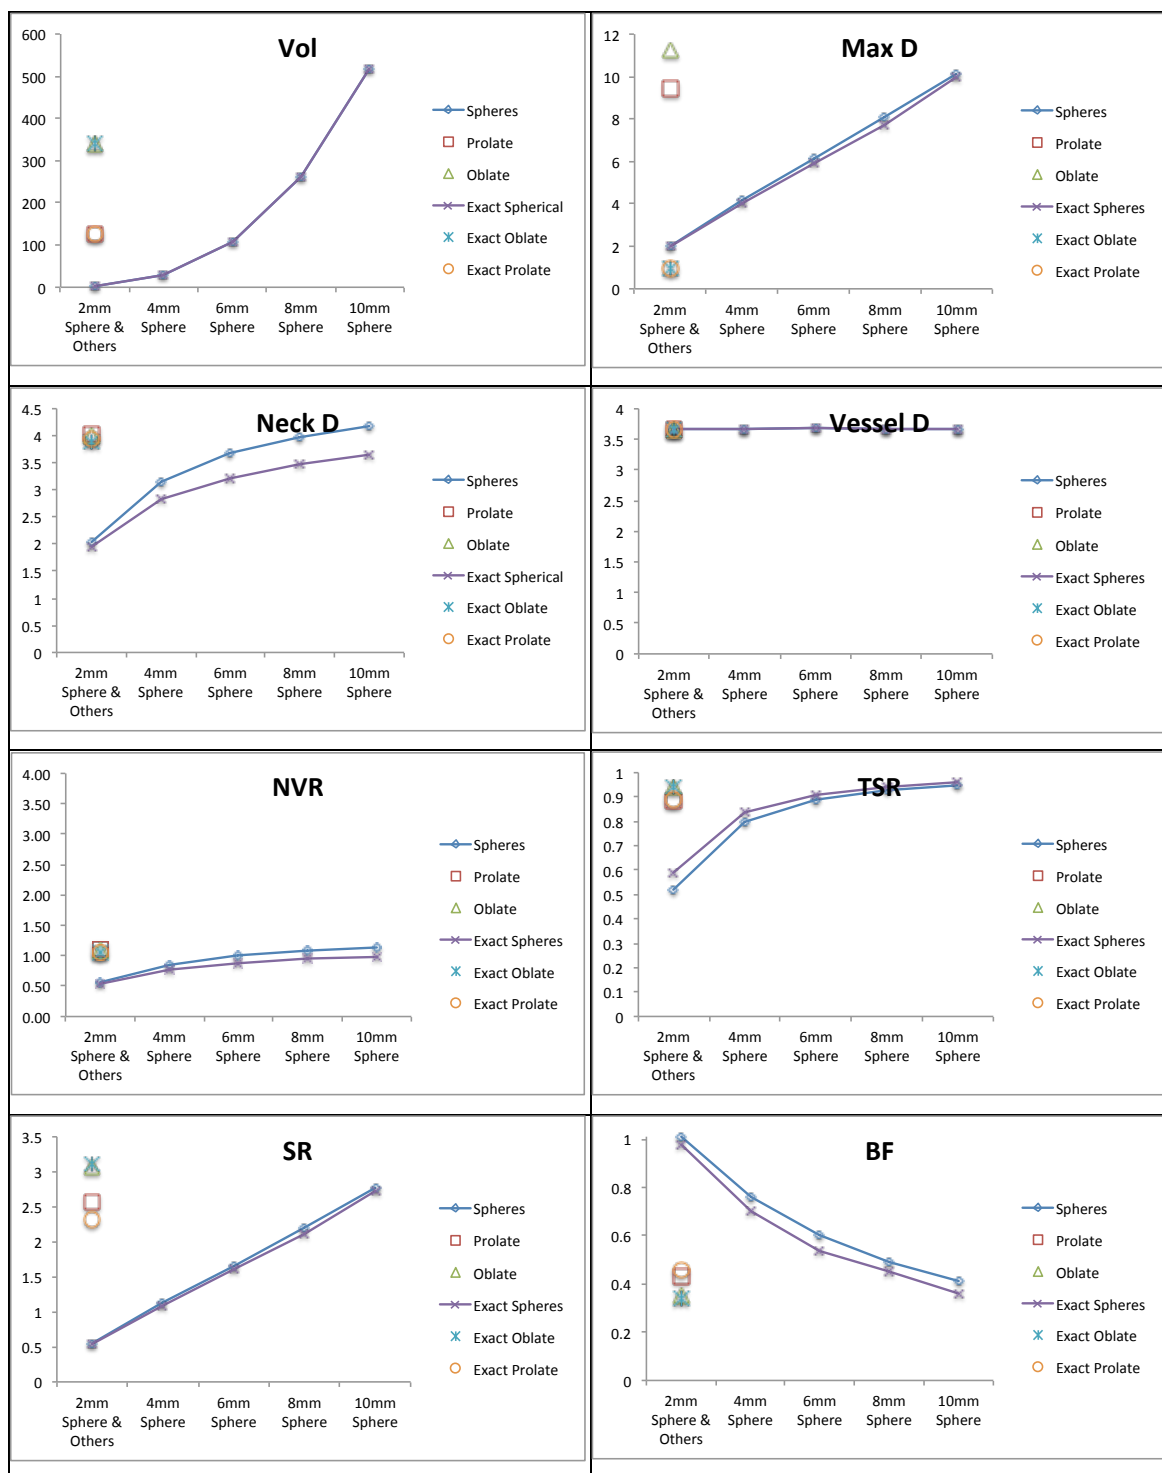 Vol
600
500
400
300
200
100
0
2mm Sphere & Others
4mm Sphere
6mm Sphere
8mm Sphere
10mm Sphere
Spheres
Prolate
Oblate
Exact Spherical
Exact Oblate
Exact Prolate
Max D
12
10
8
6
4
2
0
2mm Sphere & Others
4mm Sphere
6mm Sphere
8mm Sphere
10mm Sphere
Spheres
Prolate
Oblate
Exact Spheres
Exact Oblate
Exact Prolate
Neck D
4.5
4
3.5
3
2.5
2
1.5
1
0.5
0
2mm Sphere & Others
4mm Sphere
6mm Sphere
8mm Sphere
10mm Sphere
Spheres
Prolate
Oblate
Exact Spherical
Exact Oblate
Exact Prolate
Vessel D
4
3.5
3
2.5
2
1.5
1
0.5
0
2mm Sphere & Others
4mm Sphere
6mm Sphere
8mm Sphere
10mm Sphere
Spheres
Prolate
Oblate
Exact Spheres
Exact Oblate
Exact Prolate
NVR
4.00
3.50
3.00
2.50
2.00
1.50
1.00
0.50
0.00
2mm Sphere & Others
4mm Sphere
6mm Sphere
8mm Sphere
10mm Sphere
Spheres
Prolate
Oblate
Exact Spheres
Exact Oblate
Exact Prolate
TSR
1
0.9
0.8
0.7
0.6
0.5
0.4
0.3
0.2
0.1
0
2mm Sphere & Others
4mm Sphere
6mm Sphere
8mm Sphere
10mm Sphere
Spheres
Prolate
Oblate
Exact Spheres
Exact Oblate
Exact Prolate
SR
3.5
3
2.5
2
1.5
1
0.5
0
2mm Sphere & Others
4mm Sphere
6mm Sphere
8mm Sphere
10mm Sphere
Spheres
Prolate
Oblate
Exact Spheres
Exact Oblate
Exact Prolate
BF
1
0.8
0.6
0.4
0.2
0
2mm Sphere & Others
4mm Sphere
6mm Sphere
8mm Sphere
10mm Sphere
Spheres
Prolate
Oblate
Exact Spheres
Exact Oblate
Exact Prolate